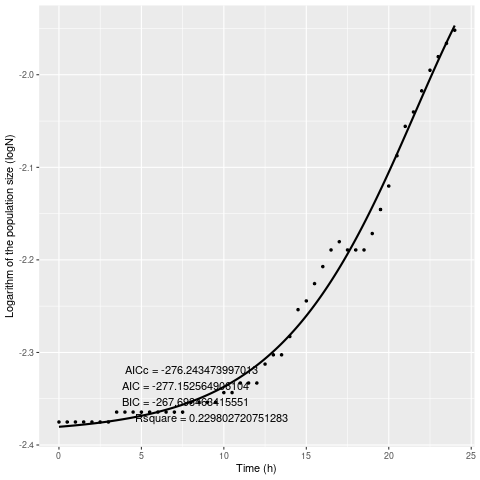 Logarithm of the population size (logN)
-2.0
-2.1
-2.2
-2.3
-2.4
AICc = -276.243473997013
AIC = -277.152564906104
BIC = -267.693463415551
Rsquare = 0.229802720751283
0 5 10 15 20 25
Time (h)